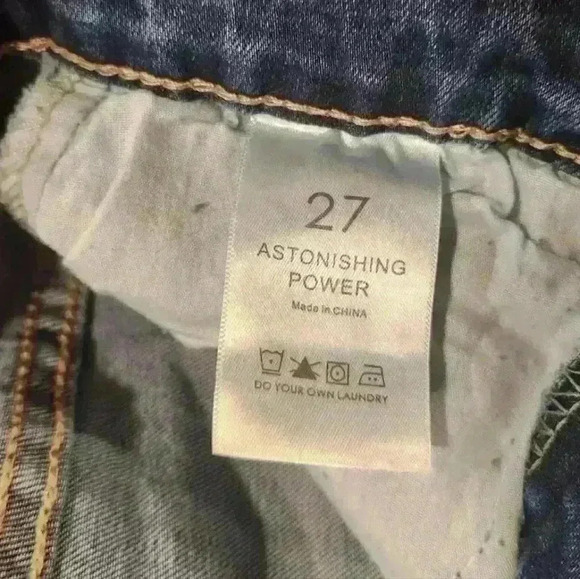 27
ASTONISHING
POWER
Made in CHINA
DO YOUR OWN LAUNDRY